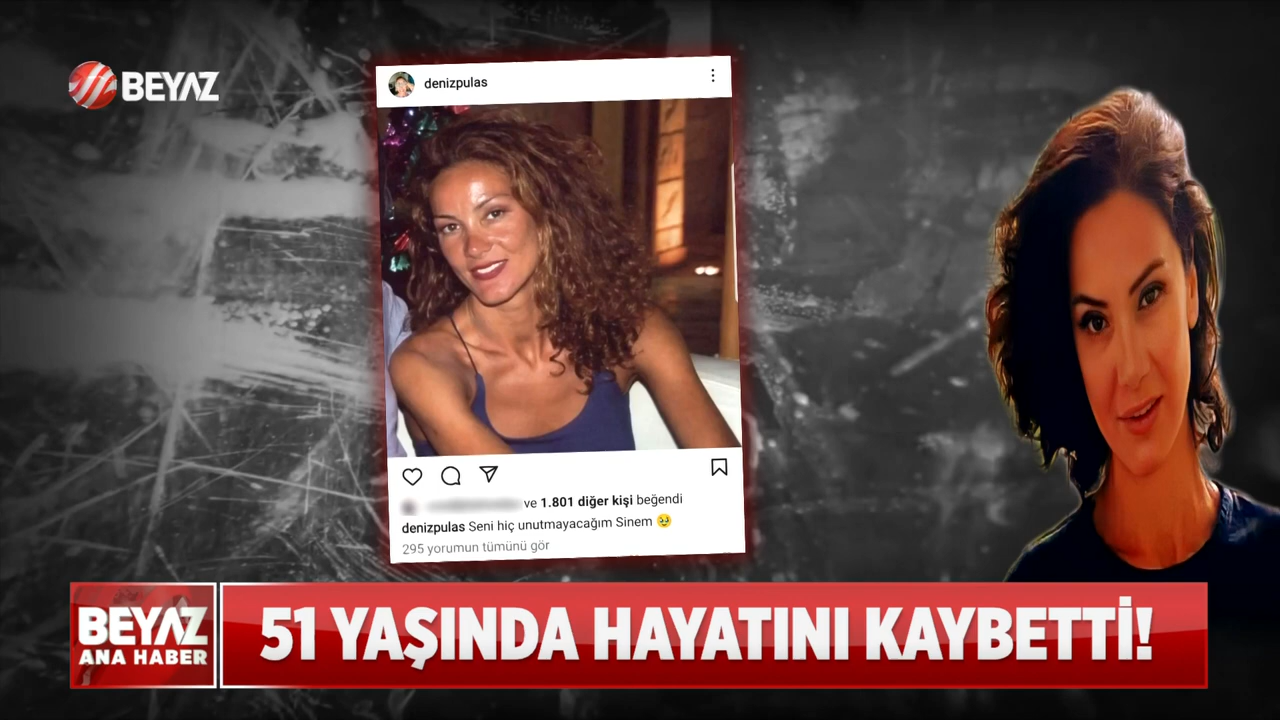 BEYAZ
denizpulas
ve 1.801 diğer kişi beğendi
denizpulas Seni hiç unutmayacağım Sinem 🥹
295 yorumun tümünü gör
BEYAZ
ANA HABER
51 YAŞINDA HAYATINI KAYBETTİ!